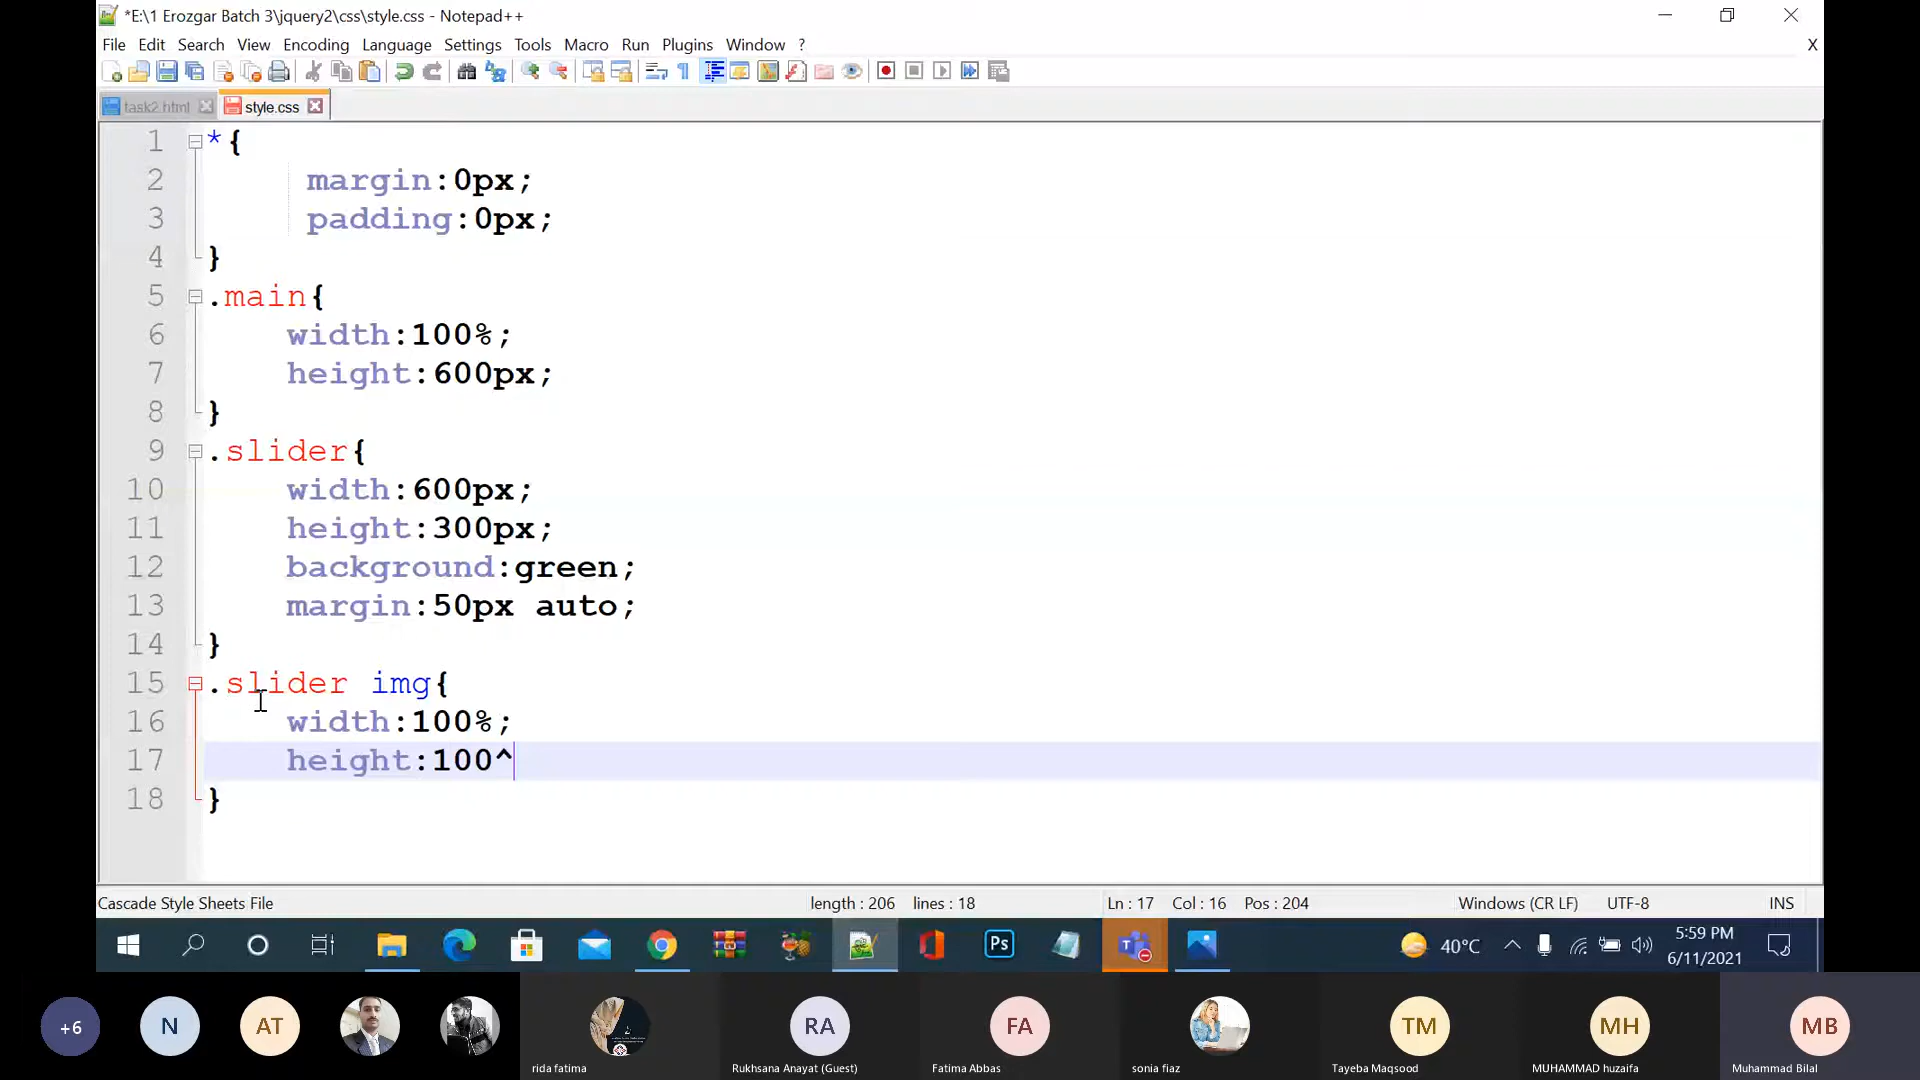 *E:\1 Erozgar Batch 3\jquery2\css\style.css - Notepad++
File Edit Search View Encoding Language Settings Tools Macro Run Plugins Window ? X
task2.html style.css
1 *{
2 margin:0px;
3 padding:0px;
4 }
5 .main{
6 width:100%;
7 height:600px;
8 }
9 .slider{
10 width:600px;
11 height:300px;
12 background:green;
13 margin:50px auto;
14 }
15 .slider img{
16 width:100%;
17 height:100^
18 }
Cascade Style Sheets File length : 206 lines : 18 Ln : 17 Col : 16 Pos : 204 Windows (CR LF) UTF-8 INS
Ps 40°C 5:59 PM
6/11/2021
+6 N AT RA FA TM MH MB
rida fatima Rukhsana Anayat (Guest) Fatima Abbas sonia fiaz Tayeba Maqsood MUHAMMAD huzaifa Muhammad Bilal